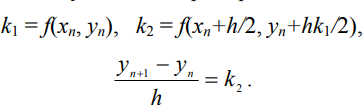 k₁ = f(xₙ, yₙ), k₂ = f(xₙ+h/2, yₙ+hk₁/2),
(yₙ₊₁ − yₙ)/h = k₂ .